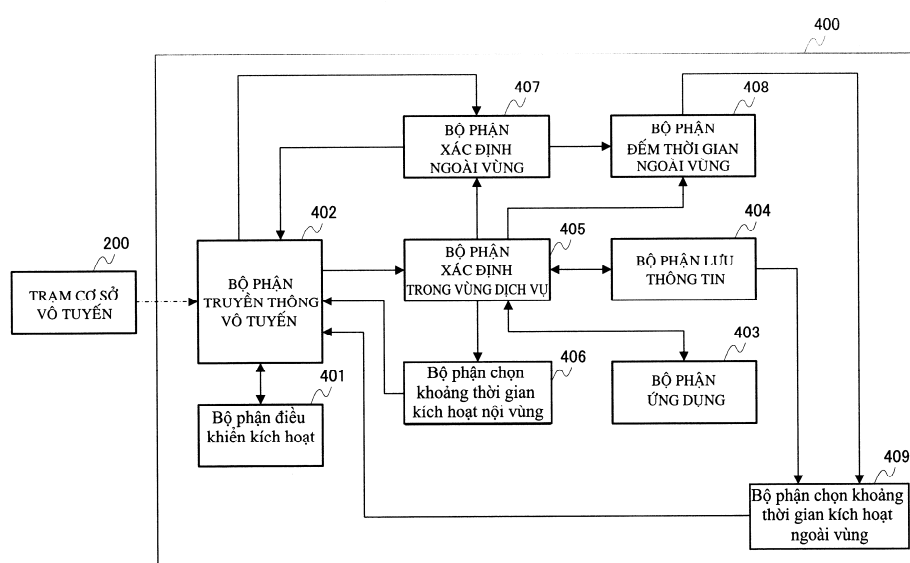 400
407
BỘ PHẬN
XÁC ĐỊNH
NGOÀI VÙNG
408
BỘ PHẬN
ĐẾM THỜI GIAN
NGOÀI VÙNG
200
TRẠM CƠ SỞ
VÔ TUYẾN
402
BỘ PHẬN
TRUYỀN THÔNG
VÔ TUYẾN
405
BỘ PHẬN
XÁC ĐỊNH
TRONG VÙNG DỊCH VỤ
404
BỘ PHẬN LƯU
THÔNG TIN
401
Bộ phận điều
khiển kích hoạt
406
Bộ phận chọn
khoảng thời gian
kích hoạt nội vùng
403
BỘ PHẬN
ỨNG DỤNG
409
Bộ phận chọn khoảng
thời gian kích hoạt
ngoài vùng